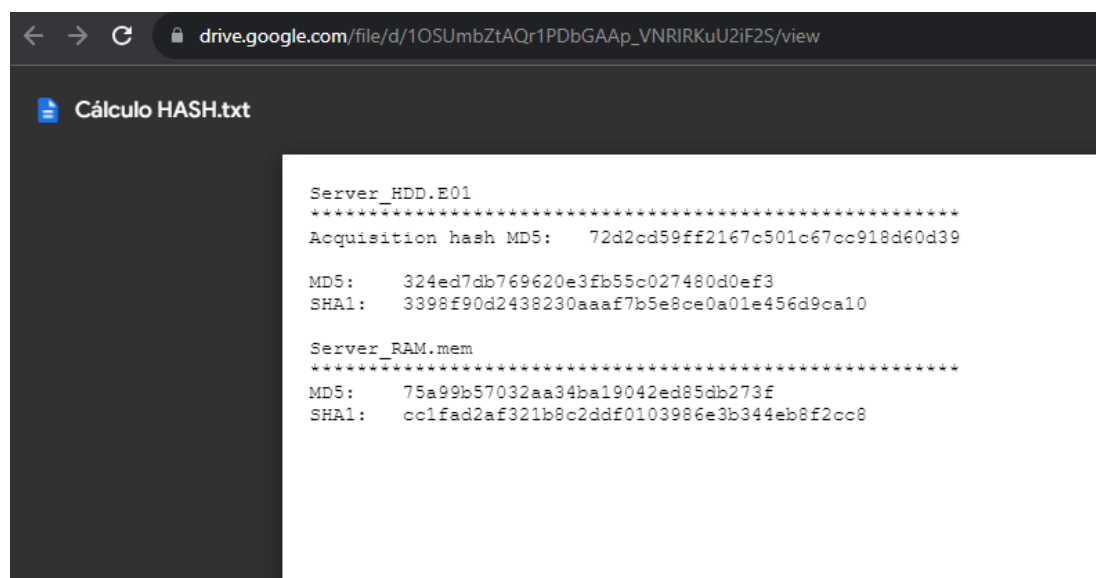 drive.google.com/file/d/1OSUmbZtAQr1PDbGAAp_VNRlRKuU2iF2S/view
Cálculo HASH.txt
Server_HDD.E01
*******************************************************
Acquisition hash MD5:   72d2cd59ff2167c501c67cc918d60d39
MD5:    324ed7db769620e3fb55c027480d0ef3
SHA1:   3398f90d2438230aaaf7b5e8ce0a01e456d9ca10
Server_RAM.mem
*******************************************************
MD5:    75a99b57032aa34ba19042ed85db273f
SHA1:   cc1fad2af321b8c2ddf0103986e3b344eb8f2cc8